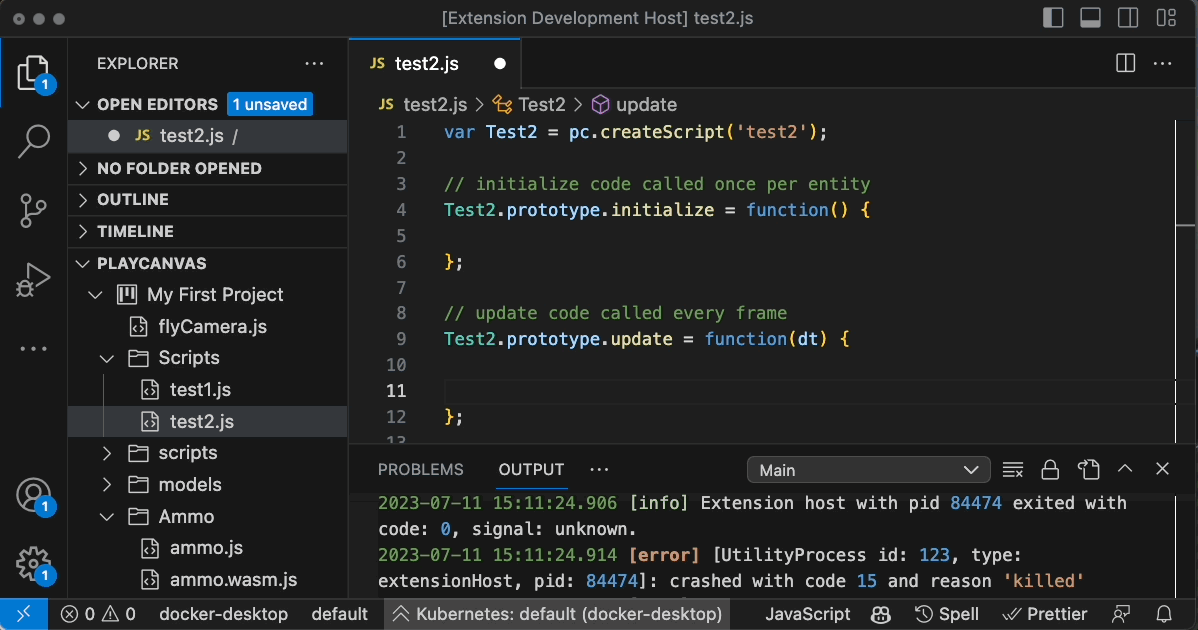 [Extension Development Host] test2.js
EXPLORER
1
OPEN EDITORS 1 unsaved
JS test2.js /
NO FOLDER OPENED
OUTLINE
TIMELINE
PLAYCANVAS
My First Project
flyCamera.js
Scripts
test1.js
test2.js
scripts
models
Ammo
ammo.js
ammo.wasm.js
1
1
JS test2.js
JS test2.js > Test2 > update
1 var Test2 = pc.createScript('test2');
2
3 // initialize code called once per entity
4 Test2.prototype.initialize = function() {
5
6 };
7
8 // update code called every frame
9 Test2.prototype.update = function(dt) {
10
11
12 };
13
PROBLEMS OUTPUT ··· Main
2023-07-11 15:11:24.906 [info] Extension host with pid 84474 exited with
code: 0, signal: unknown.
2023-07-11 15:11:24.914 [error] [UtilityProcess id: 123, type:
extensionHost, pid: 84474]: crashed with code 15 and reason 'killed'
0 0 docker-desktop default Kubernetes: default (docker-desktop) JavaScript Spell Prettier